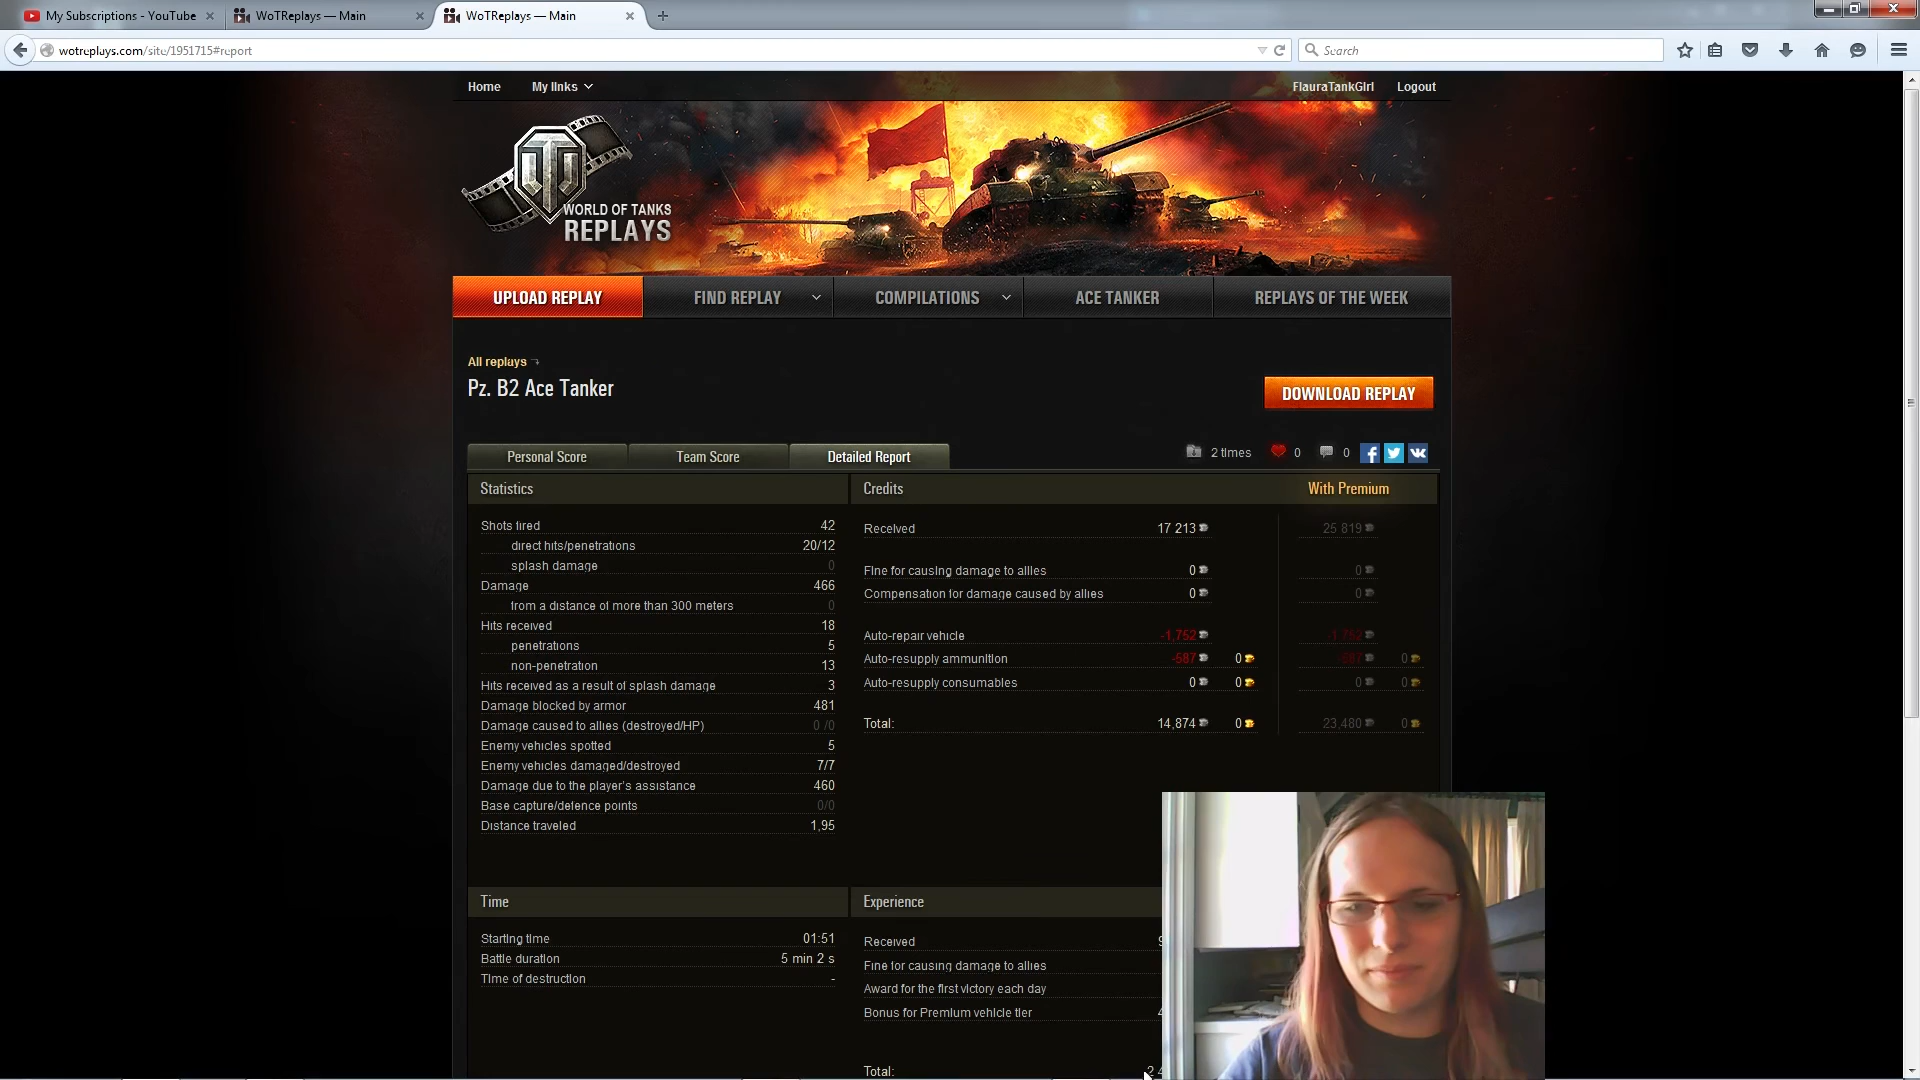 My Subscriptions - YouTube
WoTReplays — Main
WoTReplays — Main
wotreplays.com/site/1951715#report
Search
Home
My links
FlauraTankGirl
Logout
WORLD OF TANKS
REPLAYS
UPLOAD REPLAY
FIND REPLAY
COMPILATIONS
ACE TANKER
REPLAYS OF THE WEEK
All replays
Pz. B2 Ace Tanker
DOWNLOAD REPLAY
Personal Score
Team Score
Detailed Report
2 times
0
0
Statistics
Shots fired 42
direct hits/penetrations 20/12
splash damage 0
Damage 466
from a distance of more than 300 meters 0
Hits received 18
penetrations 5
non-penetration 13
Hits received as a result of splash damage 3
Damage blocked by armor 481
Damage caused to allies (destroyed/HP) 0 /0
Enemy vehicles spotted 5
Enemy vehicles damaged/destroyed 7/7
Damage due to the player's assistance 460
Base capture/defence points 0/0
Distance traveled 1,95
Credits With Premium
Received 17 213 25 819
Fine for causing damage to allies 0 0
Compensation for damage caused by allies 0 0
Auto-repair vehicle -1,752 -1,752
Auto-resupply ammunition -587 0 -587 0
Auto-resupply consumables 0 0 0 0
Total: 14,874 0 23,480 0
Time
Starting time 01:51
Battle duration 5 min 2 s
Time of destruction -
Experience
Received
Fine for causing damage to allies
Award for the first victory each day
Bonus for Premium vehicle tier 4
Total: 2 4